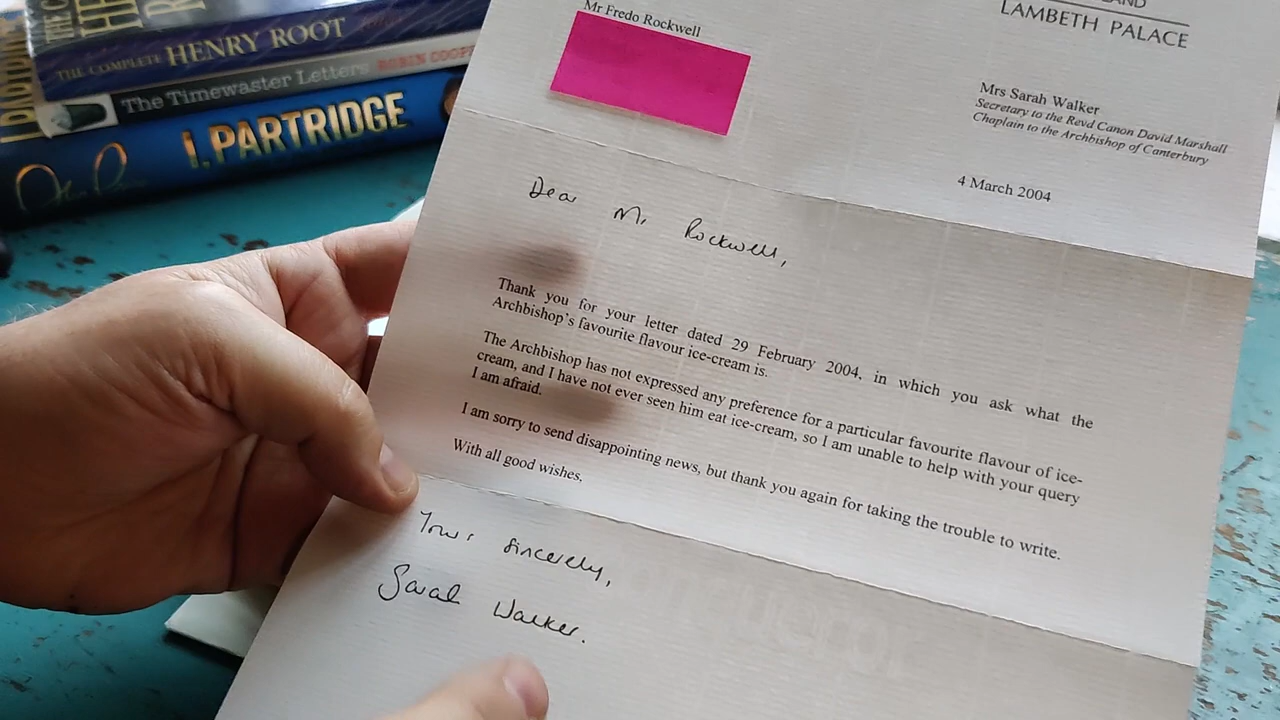 HENRY ROOT
THE COMPLETE
The Timewaster Letters
I, PARTRIDGE
LAMBETH PALACE
Mr Fredo Rockwell
Mrs Sarah Walker
Secretary to the Revd Canon David Marshall
Chaplain to the Archbishop of Canterbury
4 March 2004
Dear Mr Rockwell,
Thank you for your letter dated 29 February 2004, in which you ask what the
Archbishop's favourite flavour ice-cream is.
The Archbishop has not expressed any preference for a particular favourite flavour of ice-
cream, and I have not ever seen him eat ice-cream, so I am unable to help with your query
I am afraid.
I am sorry to send disappointing news, but thank you again for taking the trouble to write.
With all good wishes.
Yours sincerely,
Sarah Walker.